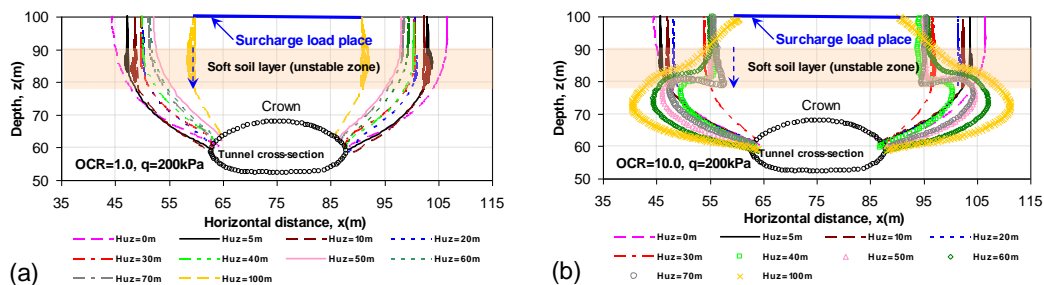 100
90
80
70
60
50
Depth, z(m)
Surcharge load place
Soft soil layer (unstable zone)
Crown
Tunnel cross-section
OCR=1.0, q=200kPa
35 45 55 65 75 85 95 105 115
Horizontal distance, x(m)
Huz=0m Huz=5m Huz=10m Huz=20m
Huz=30m Huz=40m Huz=50m Huz=60m
Huz=70m Huz=100m
(a)
100
90
80
70
60
50
Depth, z(m)
Surcharge load place
Soft soil layer (unstable zone)
Crown
Tunnel cross-section
OCR=10.0, q=200kPa
35 45 55 65 75 85 95 105 115
Horizontal distance, x(m)
Huz=0m Huz=5m Huz=10m Huz=20m
Huz=30m Huz=40m Huz=50m Huz=60m
Huz=70m Huz=100m
(b)